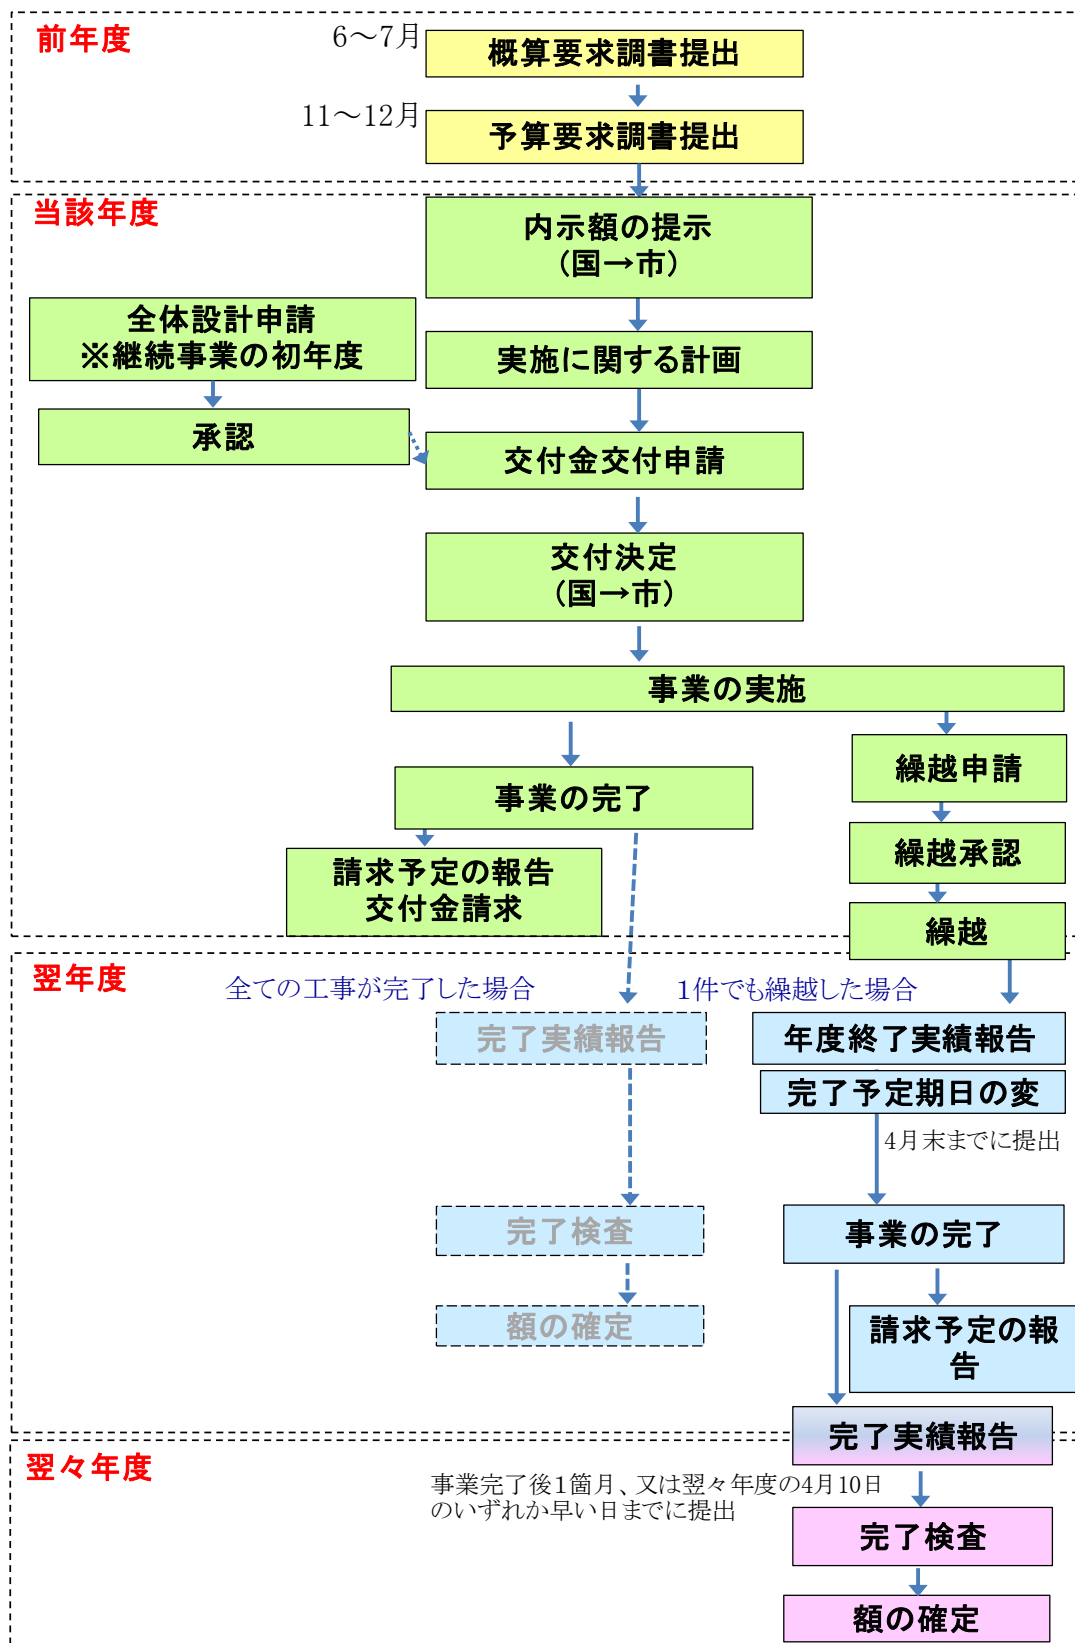 前年度
6～7月
概算要求調書提出
11～12月
予算要求調書提出
当該年度
内示額の提示
（国→市）
全体設計申請
※継続事業の初年度
実施に関する計画
承認
交付金交付申請
交付決定
（国→市）
事業の実施
繰越申請
事業の完了
繰越承認
請求予定の報告
交付金請求
繰越
翌年度
全ての工事が完了した場合
1件でも繰越した場合
完了実績報告
年度終了実績報告
完了予定期日の変
4月末までに提出
完了検査
事業の完了
額の確定
請求予定の報
告
完了実績報告
翌々年度
事業完了後1箇月、又は翌々年度の4月10日
のいずれか早い日までに提出
完了検査
額の確定